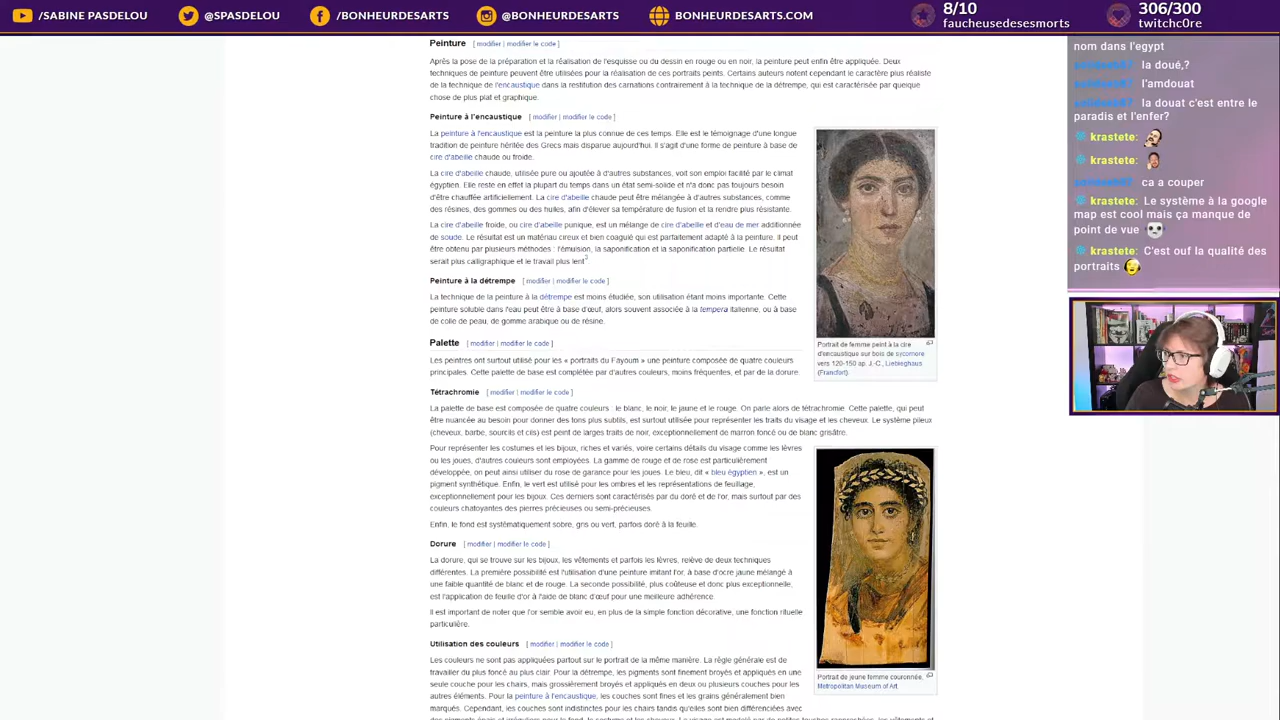 /SABINE PASDELOU @SPASDELOU /BONHEURDESARTS @BONHEURDESARTS BONHEURDESARTS.COM
8/10 faucheusedesesmorts
306/300 twitchc0re
Peinture [ modifier | modifier le code ]
Après la pose de la préparation et la réalisation de l'esquisse ou du dessin en rouge ou en noir, la peinture peut enfin être appliquée. Deux
techniques de peinture peuvent être utilisées pour la réalisation de ces portraits peints. Certains auteurs notent cependant le caractère plus réaliste
de la technique de l'encaustique dans la restitution des carnations contrairement à la technique de la détrempe, qui est caractérisée par quelque
chose de plus plat et graphique.
Peinture à l'encaustique [ modifier | modifier le code ]
La peinture à l'encaustique est la peinture la plus connue de ces temps. Elle est le témoignage d'une longue
tradition de peinture héritée des Grecs mais disparue aujourd'hui. Il s'agit d'une forme de peinture à base de
cire d'abeille chaude ou froide.
La cire d'abeille chaude, utilisée pure ou ajoutée à d'autres substances, voit son emploi facilité par le climat
égyptien. Elle reste en effet la plupart du temps dans un état semi-solide et n'a donc pas toujours besoin
d'être chauffée artificiellement. La cire d'abeille chaude peut être mélangée à d'autres substances, comme
des résines, des gommes ou des huiles, afin d'élever sa température de fusion et la rendre plus résistante.
La cire d'abeille froide, ou cire d'abeille punique, est un mélange de cire d'abeille et d'eau de mer additionnée
de soude. Le résultat est un matériau cireux et bien coagulé qui est parfaitement adapté à la peinture. Il peut
être obtenu par plusieurs méthodes : l'émulsion, la saponification et la saponification partielle. Le résultat
serait plus calligraphique et le travail plus lent
Peinture à la détrempe [ modifier | modifier le code ]
La technique de la peinture à la détrempe est moins étudiée, son utilisation étant moins importante. Cette
peinture soluble dans l'eau peut être à base d'œuf, alors souvent associée à la tempera italienne, ou à base
de colle de peau, de gomme arabique ou de résine.
Portrait de femme peint à la cire
d'encaustique sur bois de sycomore
vers 120-150 ap. J.-C., Liebieghaus
(Francfort).
Palette [ modifier | modifier le code ]
Les peintres ont surtout utilisé pour les « portraits du Fayoum » une peinture composée de quatre couleurs
principales. Cette palette de base est complétée par d'autres couleurs, moins fréquentes, et par de la dorure.
Tétrachromie [ modifier | modifier le code ]
La palette de base est composée de quatre couleurs : le blanc, le noir, le jaune et le rouge. On parle alors de tétrachromie. Cette palette, qui peut
être nuancée au besoin pour donner des tons plus subtils, est surtout utilisée pour représenter les traits du visage et les cheveux. Le système pileux
(cheveux, barbe, sourcils et cils) est peint de larges traits de noir, exceptionnellement de marron foncé ou de blanc grisâtre.
Pour représenter les costumes et les bijoux, riches et variés, voire certains détails du visage comme les lèvres
ou les joues, d'autres couleurs sont employées. La gamme de rouge et de rose est particulièrement
développée, on peut ainsi utiliser du rose de garance pour les joues. Le bleu, dit « bleu égyptien », est un
pigment synthétique. Enfin, le vert est utilisé pour les ombres et les représentations de feuillage,
exceptionnellement pour les bijoux. Ces derniers sont caractérisés par du doré et de l'or, mais surtout par des
couleurs chatoyantes des pierres précieuses ou semi-précieuses.
Enfin, le fond est systématiquement sobre, gris ou vert, parfois doré à la feuille.
Dorure [ modifier | modifier le code ]
La dorure, qui se trouve sur les bijoux, les vêtements et parfois les lèvres, relève de deux techniques
différentes. La première possibilité est l'utilisation d'une peinture imitant l'or, à base d'ocre jaune mélangé à
une faible quantité de blanc et de rouge. La seconde possibilité, plus coûteuse et donc plus exceptionnelle,
est l'application de feuille d'or à l'aide de blanc d'œuf pour une meilleure adhérence.
Il est important de noter que l'or semble avoir eu, en plus de la simple fonction décorative, une fonction rituelle
particulière.
Portrait de jeune femme couronnée,
Metropolitan Museum of Art.
Utilisation des couleurs [ modifier | modifier le code ]
Les couleurs ne sont pas appliquées partout sur le portrait de la même manière. La règle générale est de
travailler du plus foncé au plus clair. Pour la détrempe, les pigments sont finement broyés et appliqués en une
seule couche pour les chairs, mais grossièrement broyés et appliqués en deux ou plusieurs couches pour les
autres éléments. Pour la peinture à l'encaustique, les couches sont fines et les grains généralement bien
marqués. Cependant, les couches sont indistinctes pour les chairs tandis qu'elles sont bien différenciées avec
nom dans l'egypt
la doué,?
l'amdouat
la douat c'est entre le
paradis et l'enfer?
krastete:
krastete:
ca a couper
krastete: Le système à la google
map est cool mais ça manque de
point de vue
krastete: C'est ouf la qualité des
portraits